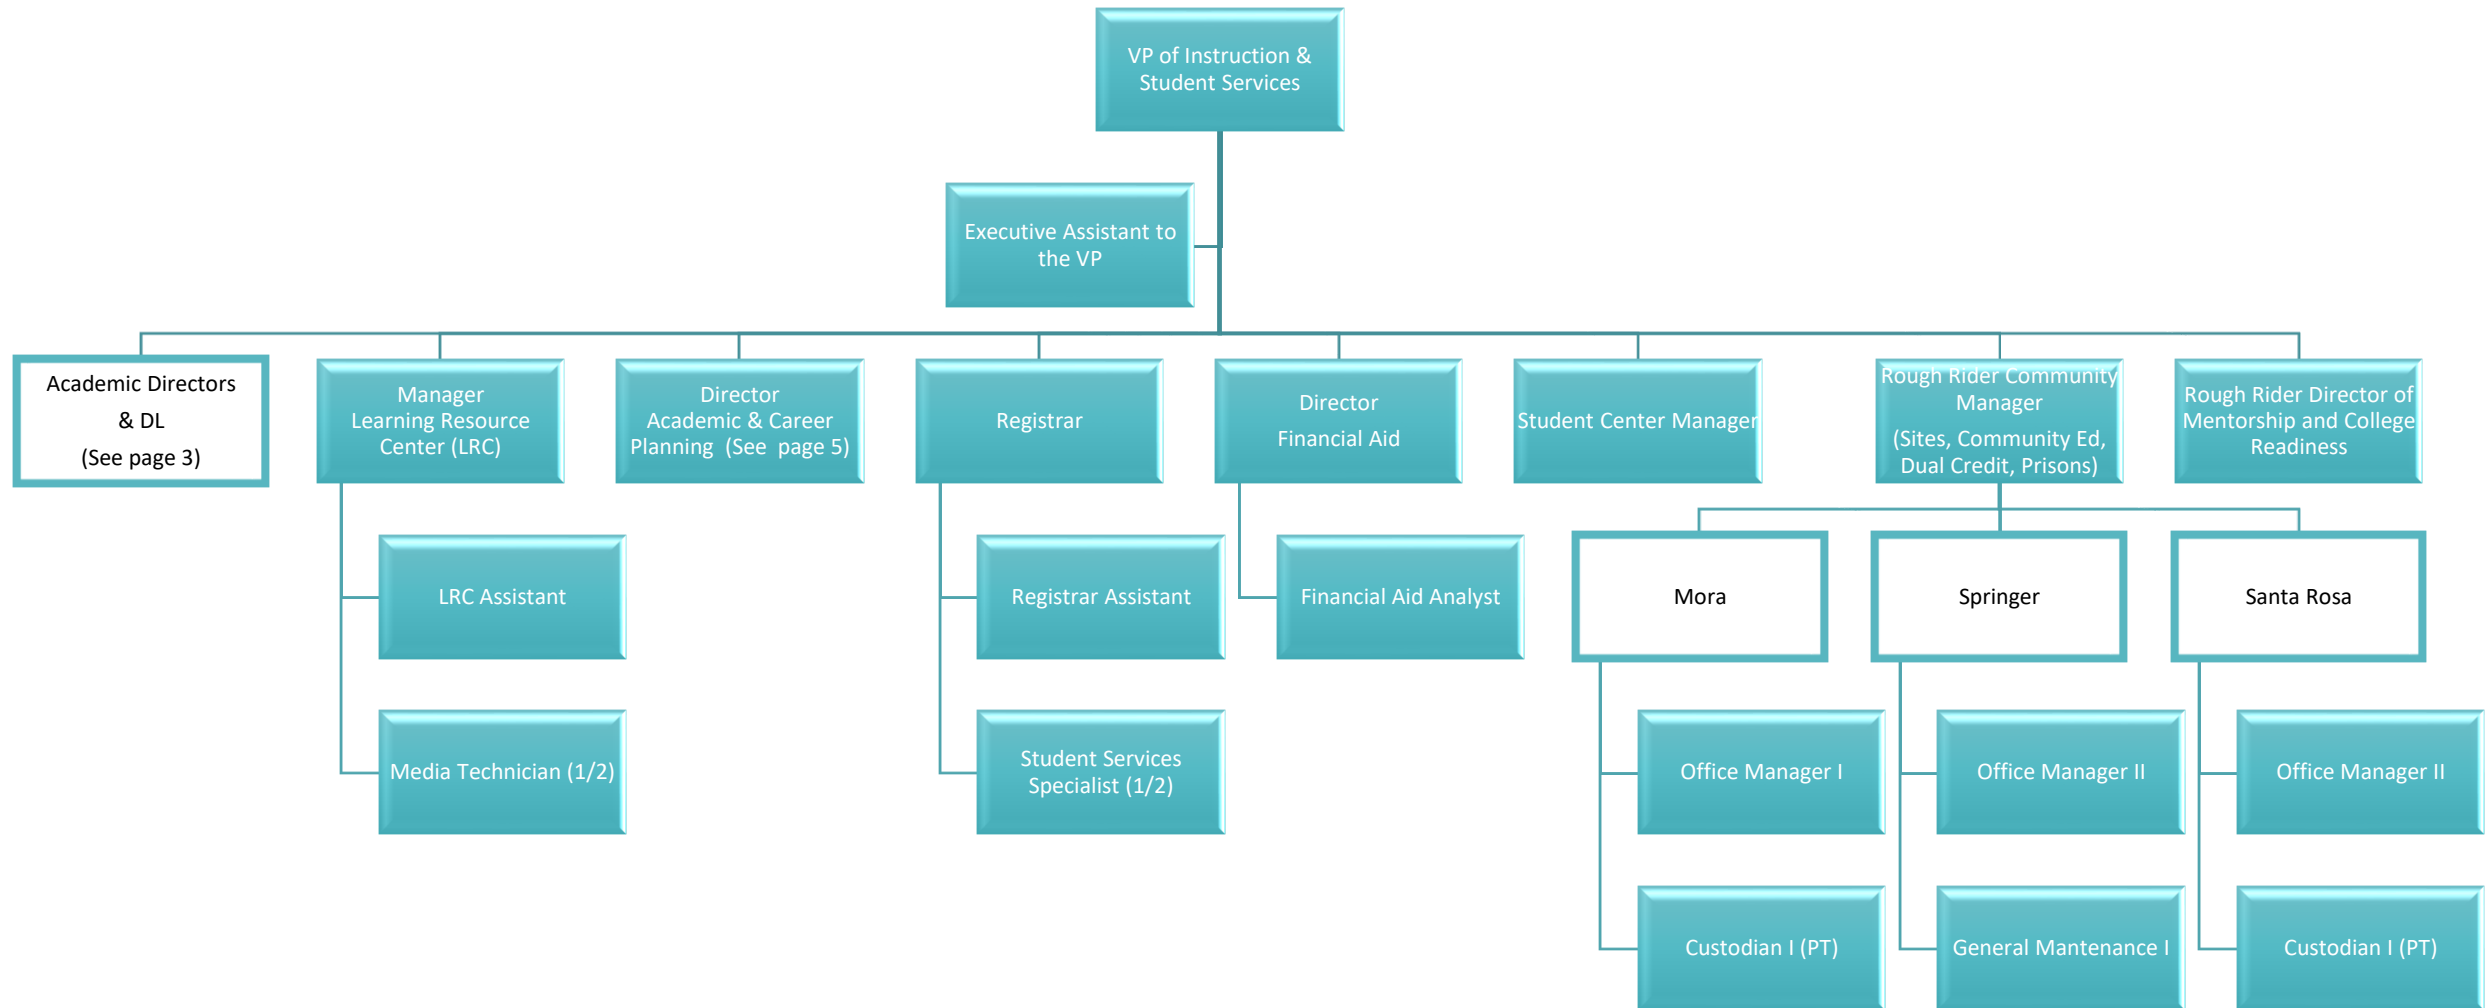 VP of Instruction &
Student Services
Executive Assistant to
the VP
Academic Directors
& DL
(See page 3)
Manager
Learning Resource
Center (LRC)
Director
Academic & Career
Planning (See page 5)
Registrar
Director
Financial Aid
Student Center Manager
Rough Rider Community
Manager
(Sites, Community Ed,
Dual Credit, Prisons)
Rough Rider Director of
Mentorship and College
Readiness
LRC Assistant
Registrar Assistant
Financial Aid Analyst
Mora
Springer
Santa Rosa
Media Technician (1/2)
Student Services
Specialist (1/2)
Office Manager I
Office Manager II
Office Manager II
Custodian I (PT)
General Mantenance I
Custodian I (PT)